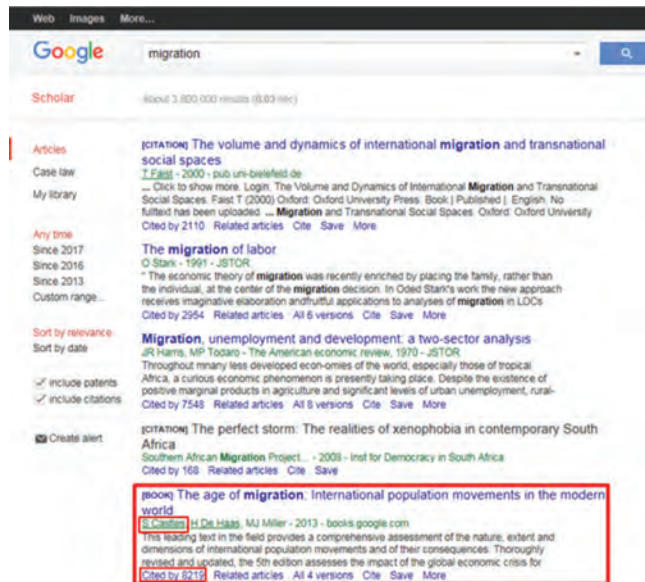 Web Images More...
Google
migration
Scholar
About 3,800,000 results (0.03 sec)
Articles
Case law
My library
Any time
Since 2017
Since 2016
Since 2013
Custom range...
Sort by relevance
Sort by date
include patents
include citations
Create alert
[CITATION] The volume and dynamics of international migration and transnational
social spaces
T Faist - 2000 - pub.uni-bielefeld.de
... Click to show more. Login. The Volume and Dynamics of International Migration and Transnational
Social Spaces. Faist T (2000) Oxford: Oxford University Press. Book | Published | English. No
fulltext has been uploaded. ... Migration and Transnational Social Spaces. Oxford: Oxford University
Cited by 2110 Related articles Cite Save More
The migration of labor
O Stark - 1991 - JSTOR
" The economic theory of migration was recently enriched by placing the family, rather than
the individual, at the center of the migration decision. In Oded Stark's work the new approach
receives imaginative elaboration andfruitful applications to analyses of migration in LDCs
Cited by 2954 Related articles All 6 versions Cite Save More
Migration, unemployment and development: a two-sector analysis
JR Harris, MP Todaro - The American economic review, 1970 - JSTOR
Throughout mnany less developed econ-omies of the world, especially those of tropical
Africa, a curious economic phenomenon is presently taking place. Despite the existence of
positive marginal products in agriculture and significant levels of urban unemployment, rural-
Cited by 7548 Related articles All 8 versions Cite Save More
[CITATION] The perfect storm: The realities of xenophobia in contemporary South
Africa
Southern African Migration Project... - 2008 - Inst for Democracy in South Africa
Cited by 168 Related articles Cite Save
[BOOK] The age of migration: International population movements in the modern
world
S Castles, H De Haas, MJ Miller - 2013 - books.google.com
This leading text in the field provides a comprehensive assessment of the nature, extent and
dimensions of international population movements and of their consequences. Thoroughly
revised and updated, the 5th edition assesses the impact of the global economic crisis for
Cited by 8219 Related articles All 4 versions Cite Save More